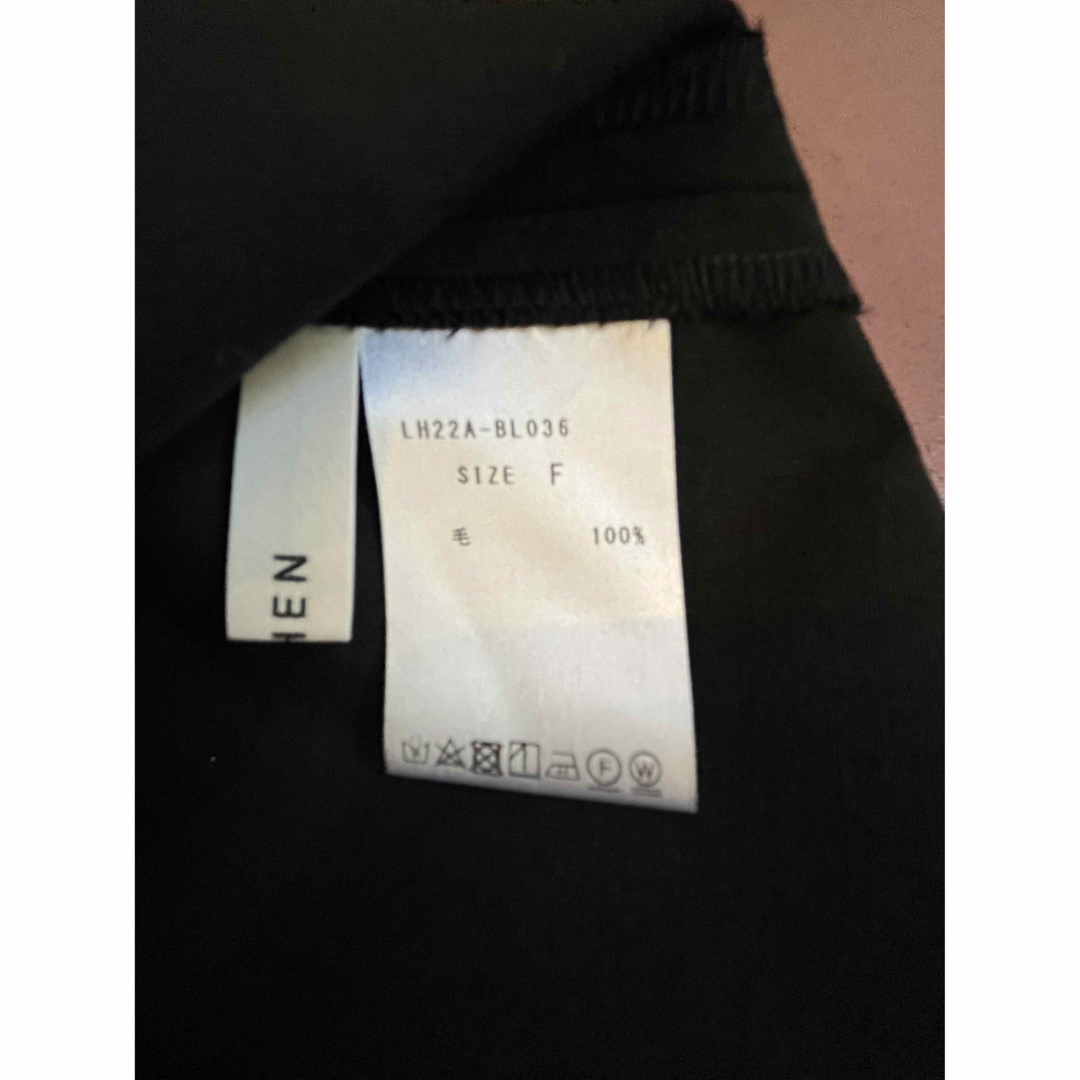 LH22A-BL036
SIZE F
毛 100%
F W
HEN